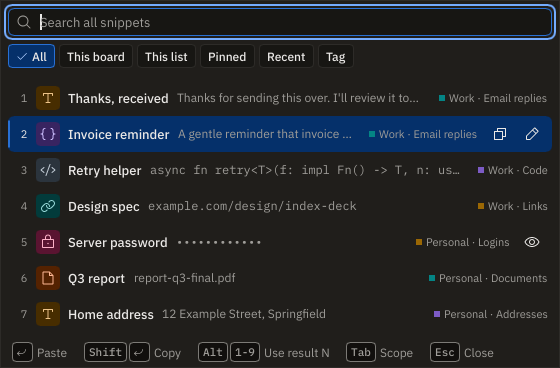 Search all snippets
All This board This list Pinned Recent Tag
1 T Thanks, received Thanks for sending this over. I'll review it to… Work · Email replies
2 { } Invoice reminder A gentle reminder that invoice … Work · Email replies
3 </> Retry helper async fn retry<T>(f: impl Fn() -> T, n: us… Work · Code
4 Design spec example.com/design/index-deck Work · Links
5 Server password •••••••••••• Personal · Logins
6 Q3 report report-q3-final.pdf Personal · Documents
7 T Home address 12 Example Street, Springfield Personal · Addresses
Paste Shift Copy Alt 1-9 Use result N Tab Scope Esc Close